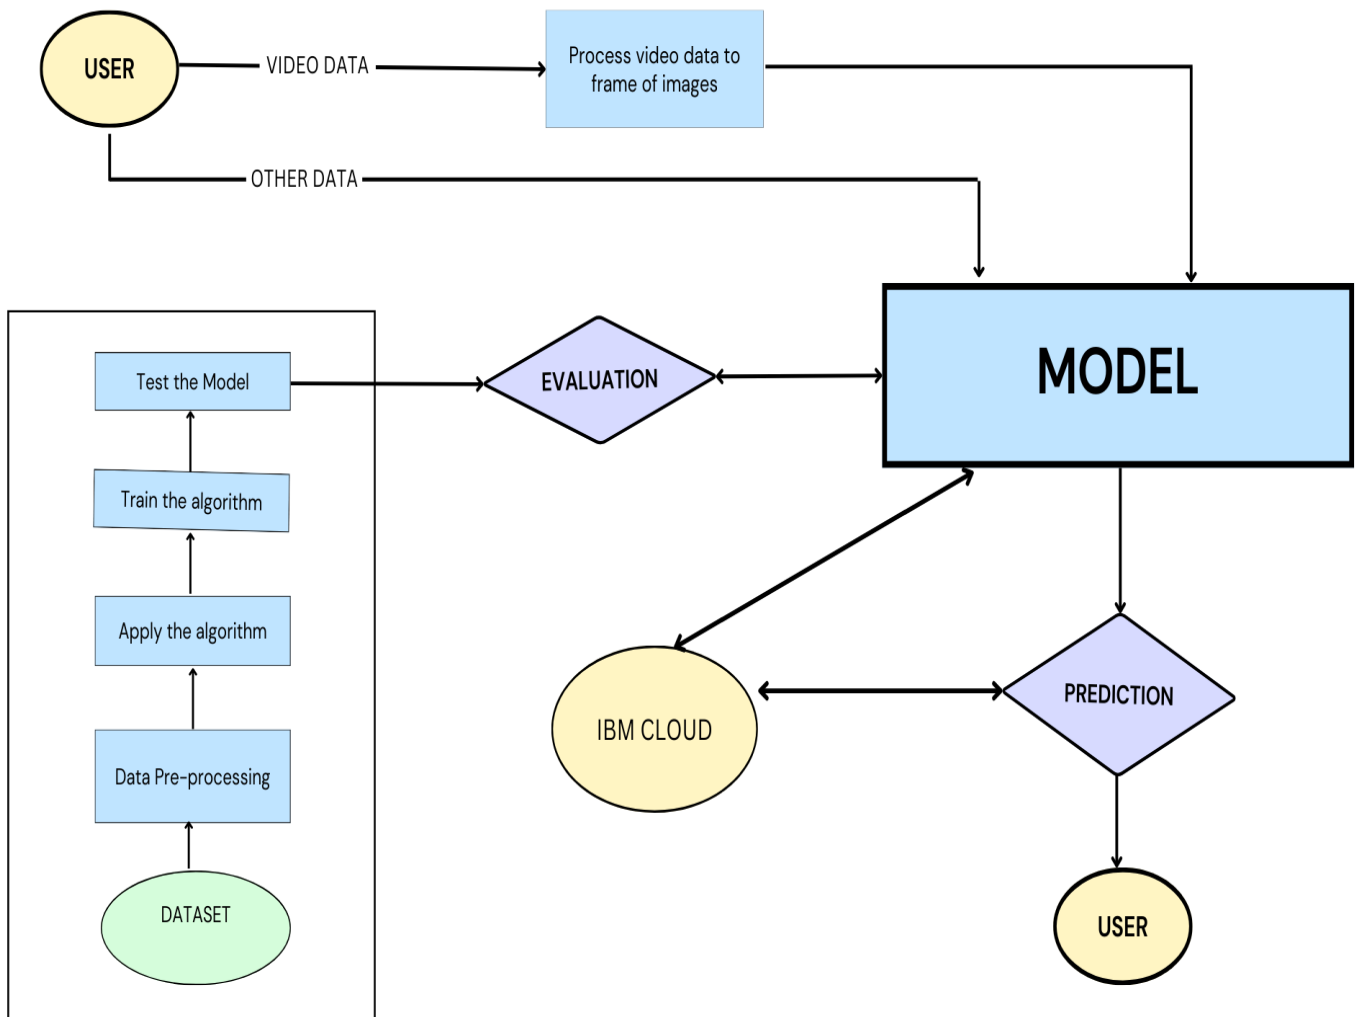 USER
VIDEO DATA
Process video data to
frame of images
OTHER DATA
MODEL
EVALUATION
Test the Model
Train the algorithm
Apply the algorithm
Data Pre-processing
DATASET
IBM CLOUD
PREDICTION
USER